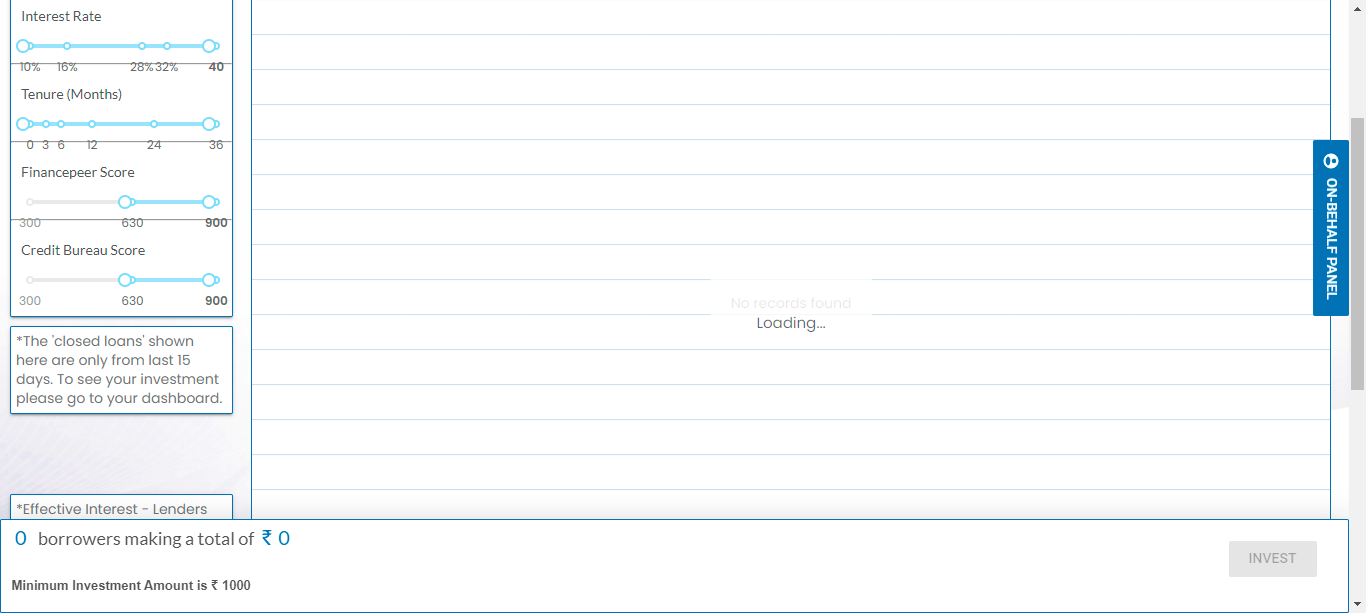 Interest Rate
10% 16% 28% 32% 40
Tenure (Months)
0 3 6 12 24 36
Financepeer Score
300 630 900
Credit Bureau Score
300 630 900
*The 'closed loans' shown
here are only from last 15
days. To see your investment
please go to your dashboard.
*Effective Interest - Lenders
No records found
Loading...
ON-BEHALF PANEL
0 borrowers making a total of ₹ 0
Minimum Investment Amount is ₹ 1000
INVEST